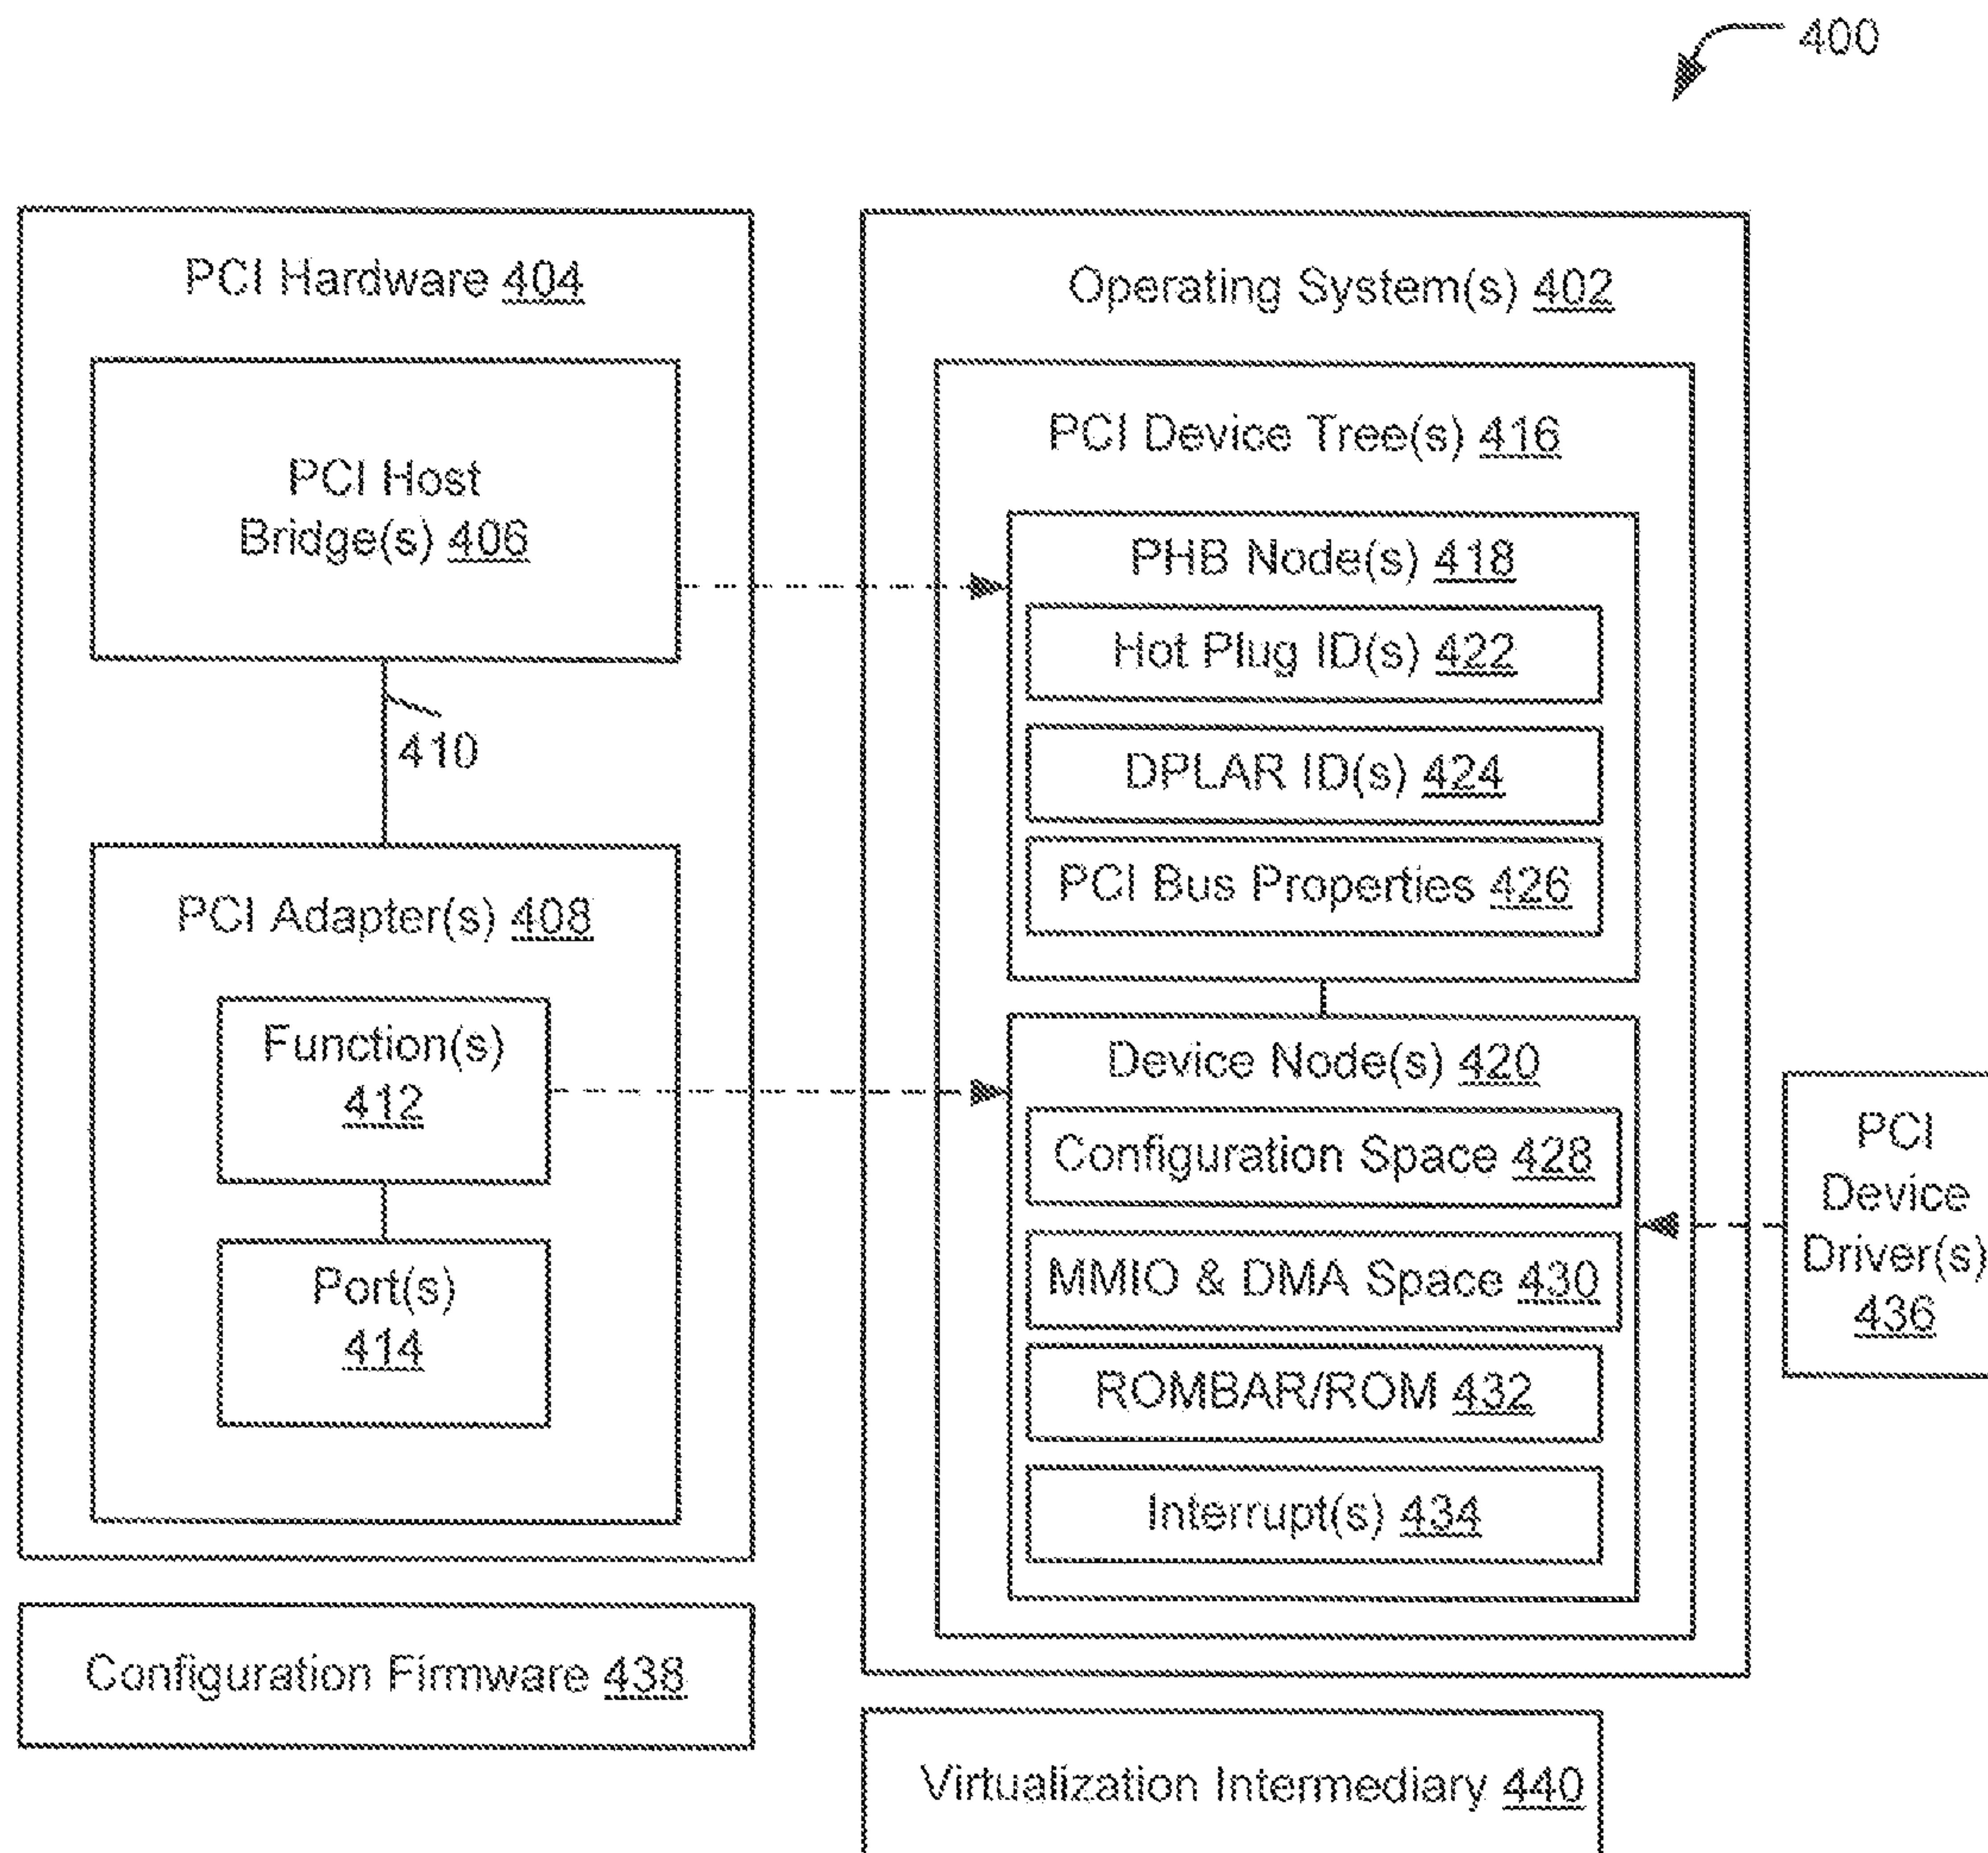 400
PCI Hardware 404
PCI Host
Bridge(s) 406
410
PCI Adapter(s) 408
Function(s)
412
Port(s)
414
Configuration Firmware 438
Operating System(s) 402
PCI Device Tree(s) 416
PHB Node(s) 418
Hot Plug ID(s) 422
DPLAR ID(s) 424
PCI Bus Properties 426
Device Node(s) 420
Configuration Space 428
MMIO & DMA Space 430
ROMBAR/ROM 432
Interrupt(s) 434
Virtualization Intermediary 440
PCI
Device
Driver(s)
436